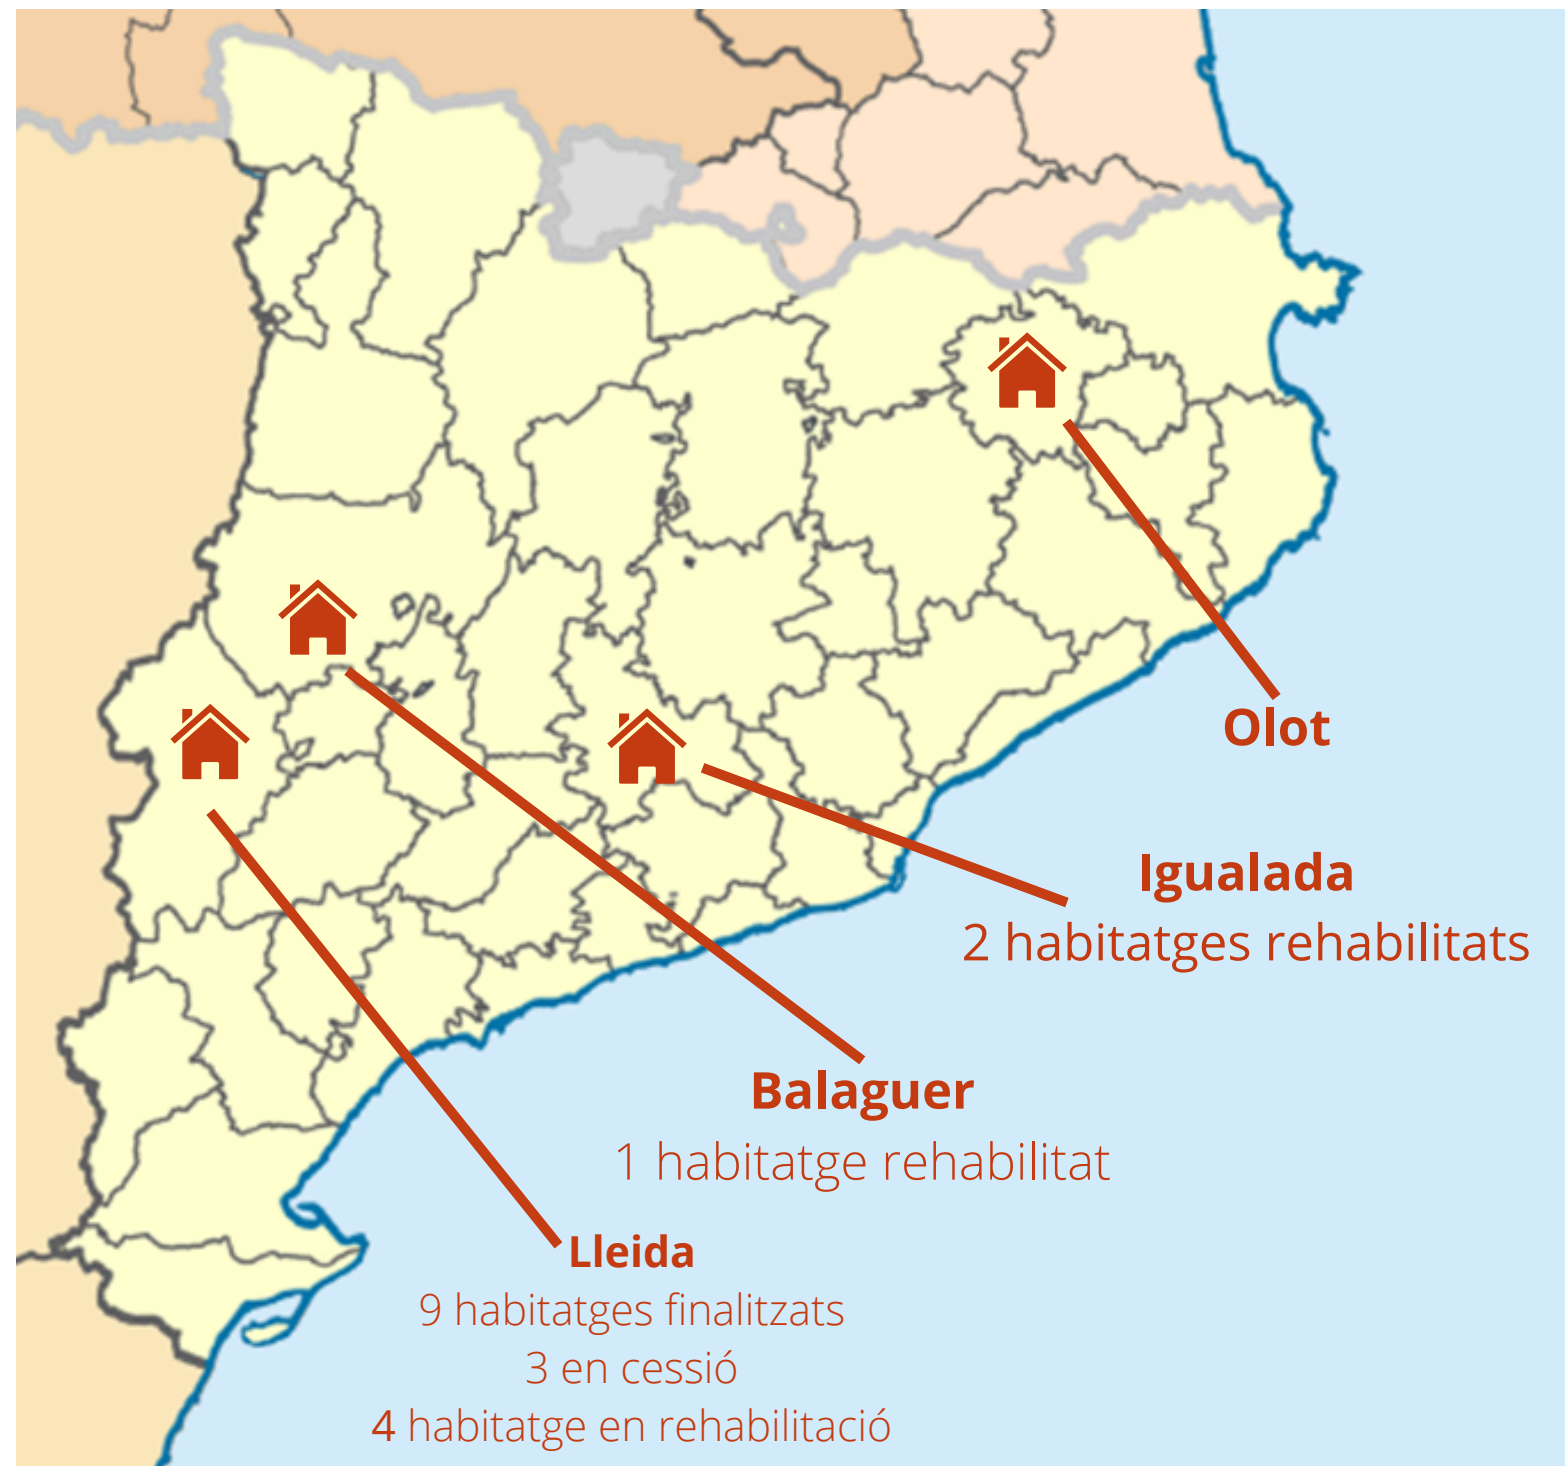 Olot
Igualada
2 habitatges rehabilitats
Balaguer
1 habitatge rehabilitat
Lleida
9 habitatges finalitzats
3 en cessió
4 habitatge en rehabilitació